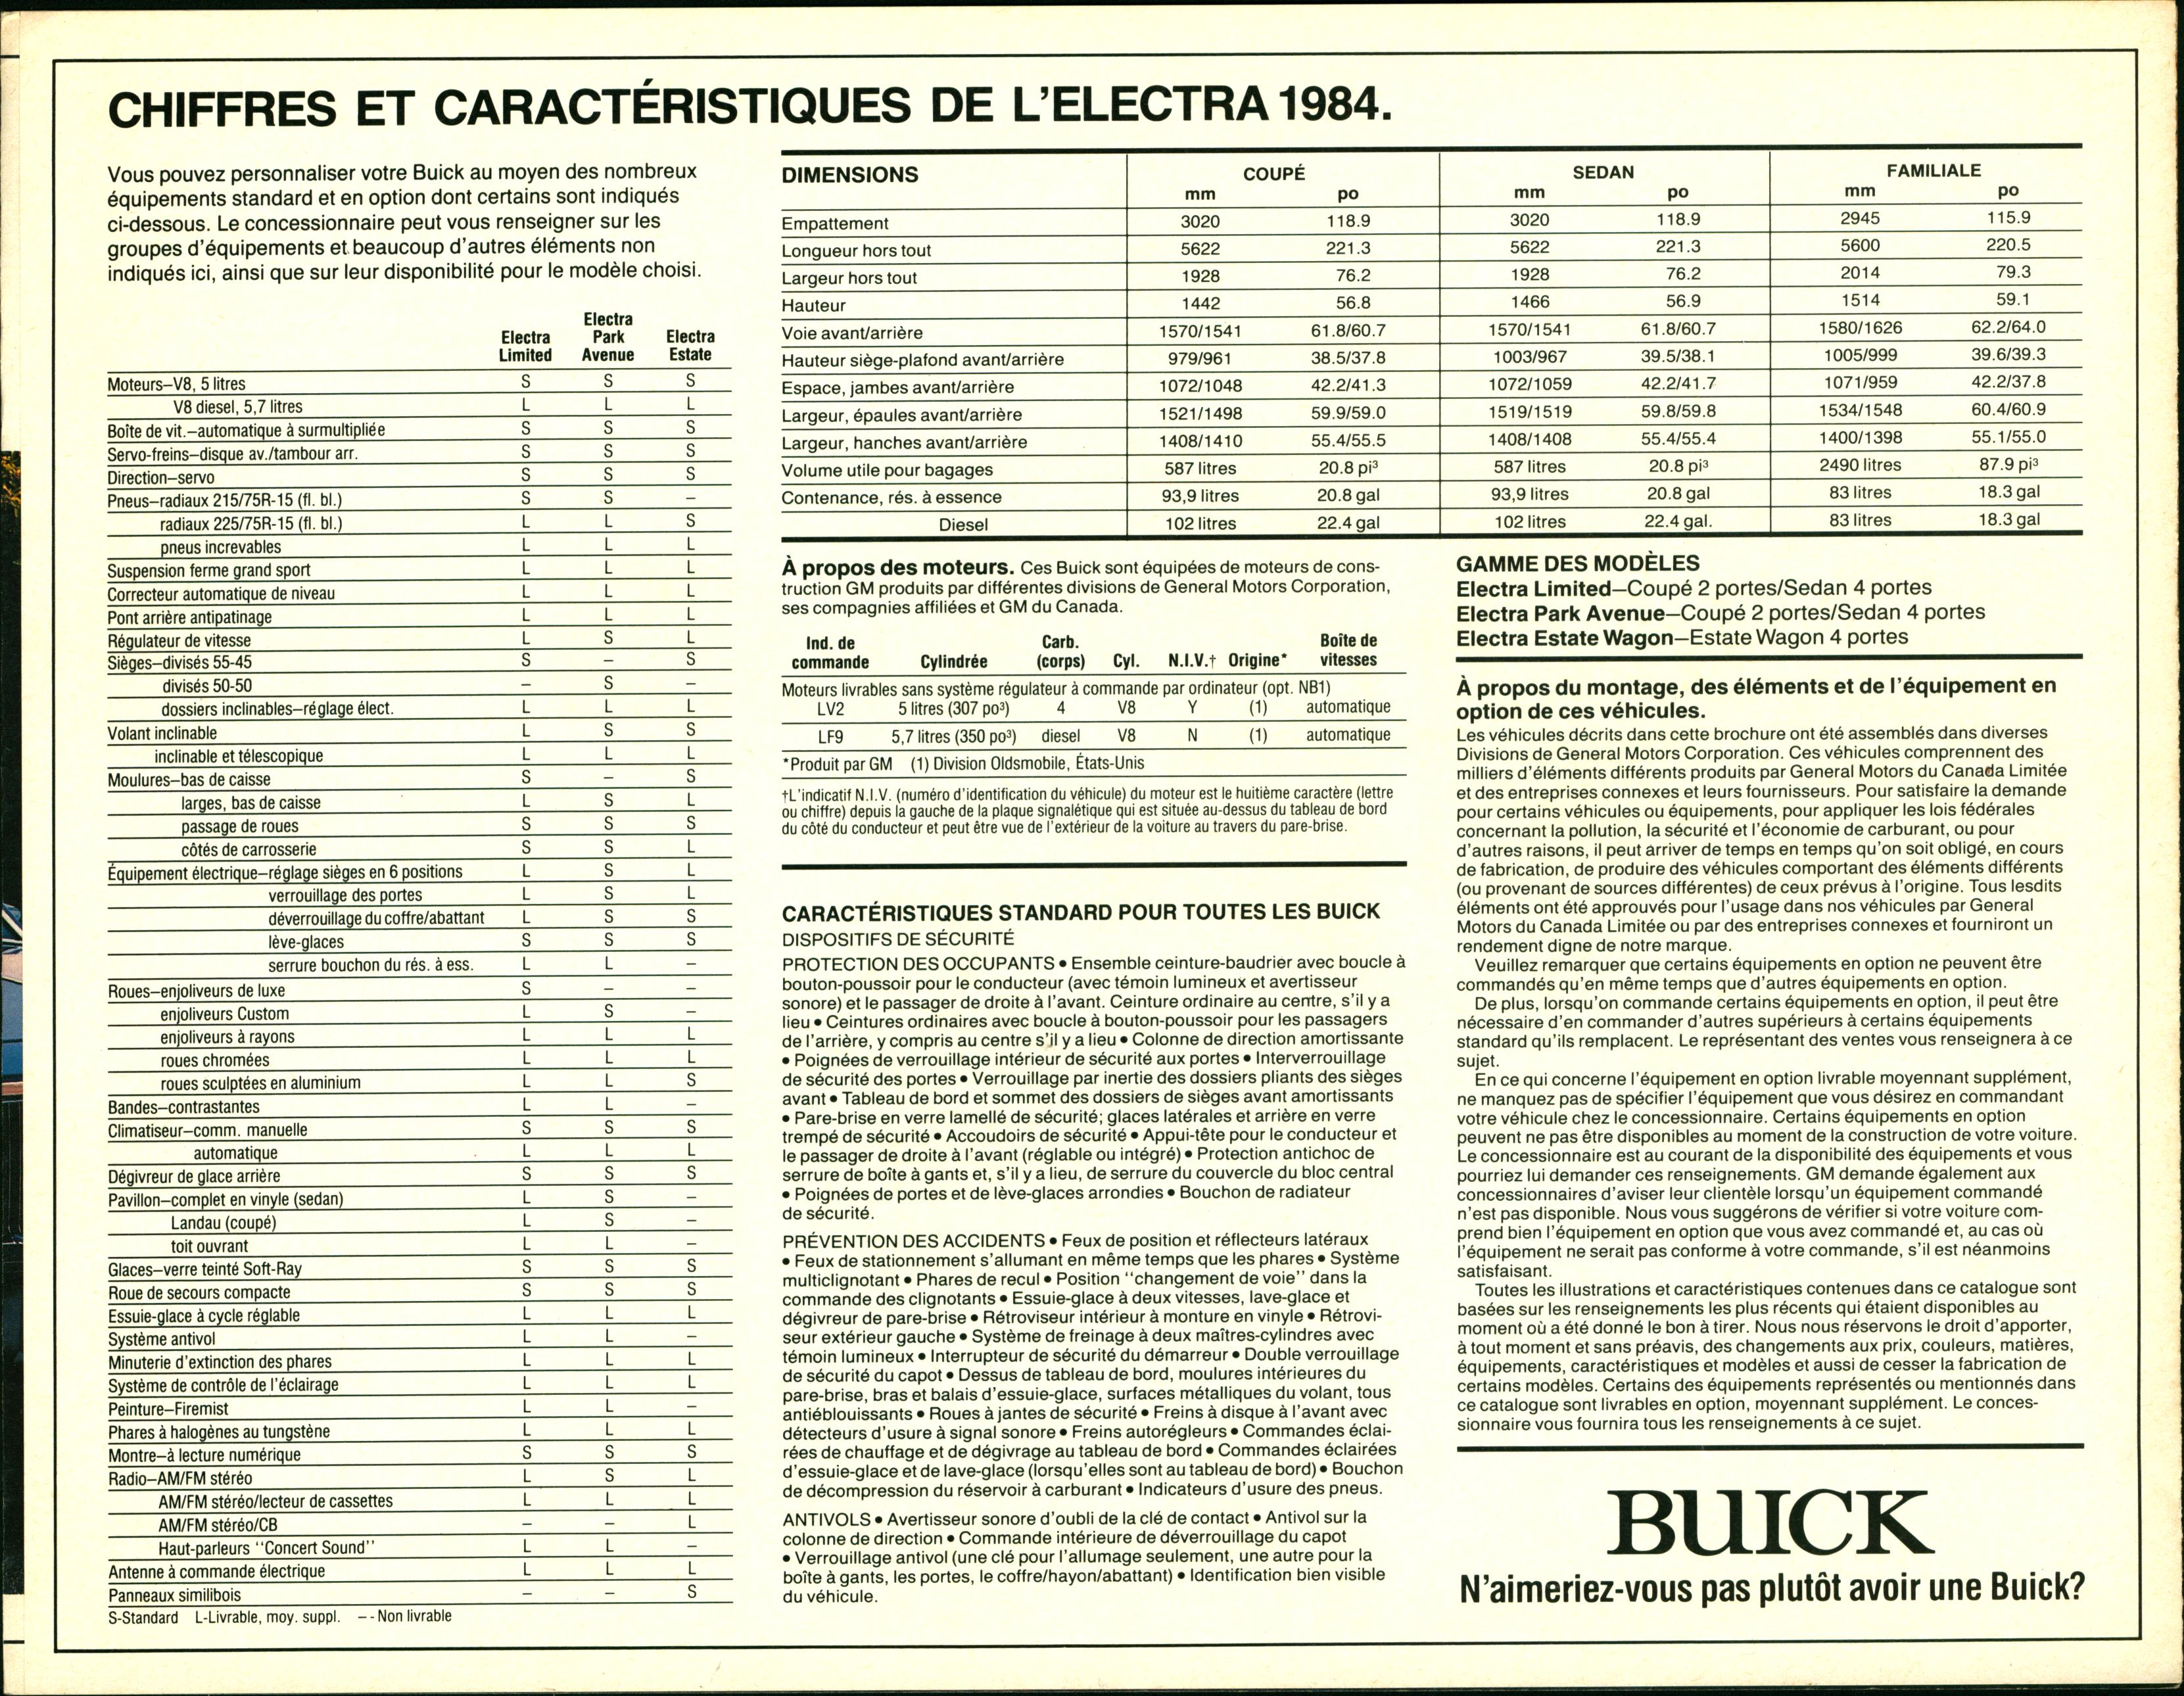 CHIFFRES ET CARACTÉRISTIQUES DE L'ELECTRA 1984.
Vous pouvez personnaliser votre Buick au moyen des nombreux
équipements standard et en option dont certains sont indiqués
ci-dessous. Le concessionnaire peut vous renseigner sur les
groupes d'équipements et beaucoup d'autres éléments non
indiqués ici, ainsi que sur leur disponibilité pour le modèle choisi.
Electra Limited Electra Park Avenue Electra Estate
Moteurs–V8, 5 litres S S S
V8 diesel, 5,7 litres L L L
Boîte de vit.–automatique à surmultipliée S S S
Servo-freins–disque av./tambour arr. S S S
Direction–servo S S S
Pneus–radiaux 215/75R-15 (fl. bl.) S S –
radiaux 225/75R-15 (fl. bl.) L L S
pneus increvables L L L
Suspension ferme grand sport L L L
Correcteur automatique de niveau L L L
Pont arrière antipatinage L L L
Régulateur de vitesse L S L
Sièges–divisés 55-45 S – S
divisés 50-50 – S –
dossiers inclinables–réglage élect. L L L
Volant inclinable L S S
inclinable et télescopique L L L
Moulures–bas de caisse S – S
larges, bas de caisse L S L
passage de roues S S S
côtés de carrosserie S S L
Équipement électrique–réglage sièges en 6 positions L S L
verrouillage des portes L S L
déverrouillage du coffre/abattant L S S
lève-glaces S S S
serrure bouchon du rés. à ess. L L –
Roues–enjoliveurs de luxe S – –
enjoliveurs Custom L S –
enjoliveurs à rayons L L L
roues chromées L L L
roues sculptées en aluminium L L S
Bandes–contrastantes L L –
Climatiseur–comm. manuelle S S S
automatique L L L
Dégivreur de glace arrière S S S
Pavillon–complet en vinyle (sedan) L S –
Landau (coupé) L S –
toit ouvrant L L –
Glaces–verre teinté Soft-Ray S S S
Roue de secours compacte S S S
Essuie-glace à cycle réglable L L L
Système antivol L L –
Minuterie d'extinction des phares L L L
Système de contrôle de l'éclairage L L L
Peinture–Firemist L L –
Phares à halogènes au tungstène L L L
Montre–à lecture numérique S S S
Radio–AM/FM stéréo L S L
AM/FM stéréo/lecteur de cassettes L L L
AM/FM stéréo/CB – – L
Haut-parleurs "Concert Sound" L L –
Antenne à commande électrique L L L
Panneaux similibois – – S
S-Standard L-Livrable, moy. suppl. –-Non livrable
DIMENSIONS COUPÉ SEDAN FAMILIALE
mm po mm po mm po
Empattement 3020 118.9 3020 118.9 2945 115.9
Longueur hors tout 5622 221.3 5622 221.3 5600 220.5
Largeur hors tout 1928 76.2 1928 76.2 2014 79.3
Hauteur 1442 56.8 1466 56.9 1514 59.1
Voie avant/arrière 1570/1541 61.8/60.7 1570/1541 61.8/60.7 1580/1626 62.2/64.0
Hauteur siège-plafond avant/arrière 979/961 38.5/37.8 1003/967 39.5/38.1 1005/999 39.6/39.3
Espace, jambes avant/arrière 1072/1048 42.2/41.3 1072/1059 42.2/41.7 1071/959 42.2/37.8
Largeur, épaules avant/arrière 1521/1498 59.9/59.0 1519/1519 59.8/59.8 1534/1548 60.4/60.9
Largeur, hanches avant/arrière 1408/1410 55.4/55.5 1408/1408 55.4/55.4 1400/1398 55.1/55.0
Volume utile pour bagages 587 litres 20.8 pi³ 587 litres 20.8 pi³ 2490 litres 87.9 pi³
Contenance, rés. à essence 93,9 litres 20.8 gal 93,9 litres 20.8 gal 83 litres 18.3 gal
Diesel 102 litres 22.4 gal 102 litres 22.4 gal. 83 litres 18.3 gal
À propos des moteurs. Ces Buick sont équipées de moteurs de cons-
truction GM produits par différentes divisions de General Motors Corporation,
ses compagnies affiliées et GM du Canada.
Ind. de commande Cylindrée Carb. (corps) Cyl. N.I.V.† Origine* Boîte de vitesses
Moteurs livrables sans système régulateur à commande par ordinateur (opt. NB1)
LV2 5 litres (307 po³) 4 V8 Y (1) automatique
LF9 5,7 litres (350 po³) diesel V8 N (1) automatique
*Produit par GM (1) Division Oldsmobile, États-Unis
†L'indicatif N.I.V. (numéro d'identification du véhicule) du moteur est le huitième caractère (lettre
ou chiffre) depuis la gauche de la plaque signalétique qui est située au-dessus du tableau de bord
du côté du conducteur et peut être vue de l'extérieur de la voiture au travers du pare-brise.
CARACTÉRISTIQUES STANDARD POUR TOUTES LES BUICK
DISPOSITIFS DE SÉCURITÉ
PROTECTION DES OCCUPANTS • Ensemble ceinture-baudrier avec boucle à
bouton-poussoir pour le conducteur (avec témoin lumineux et avertisseur
sonore) et le passager de droite à l'avant. Ceinture ordinaire au centre, s'il y a
lieu • Ceintures ordinaires avec boucle à bouton-poussoir pour les passagers
de l'arrière, y compris au centre s'il y a lieu • Colonne de direction amortissante
• Poignées de verrouillage intérieur de sécurité aux portes • Interverrouillage
de sécurité des portes • Verrouillage par inertie des dossiers pliants des sièges
avant • Tableau de bord et sommet des dossiers de sièges avant amortissants
• Pare-brise en verre lamellé de sécurité; glaces latérales et arrière en verre
trempé de sécurité • Accoudoirs de sécurité • Appui-tête pour le conducteur et
le passager de droite à l'avant (réglable ou intégré) • Protection antichoc de
serrure de boîte à gants et, s'il y a lieu, de serrure du couvercle du bloc central
• Poignées de portes et de lève-glaces arrondies • Bouchon de radiateur
de sécurité.
PRÉVENTION DES ACCIDENTS • Feux de position et réflecteurs latéraux
• Feux de stationnement s'allumant en même temps que les phares • Système
multiclignotant • Phares de recul • Position "changement de voie" dans la
commande des clignotants • Essuie-glace à deux vitesses, lave-glace et
dégivreur de pare-brise • Rétroviseur intérieur à monture en vinyle • Rétrovi-
seur extérieur gauche • Système de freinage à deux maîtres-cylindres avec
témoin lumineux • Interrupteur de sécurité du démarreur • Double verrouillage
de sécurité du capot • Dessus de tableau de bord, moulures intérieures du
pare-brise, bras et balais d'essuie-glace, surfaces métalliques du volant, tous
antiéblouissants • Roues à jantes de sécurité • Freins à disque à l'avant avec
détecteurs d'usure à signal sonore • Freins autorégleurs • Commandes éclai-
rées de chauffage et de dégivrage au tableau de bord • Commandes éclairées
d'essuie-glace et de lave-glace (lorsqu'elles sont au tableau de bord) • Bouchon
de décompression du réservoir à carburant • Indicateurs d'usure des pneus.
ANTIVOLS • Avertisseur sonore d'oubli de la clé de contact • Antivol sur la
colonne de direction • Commande intérieure de déverrouillage du capot
• Verrouillage antivol (une clé pour l'allumage seulement, une autre pour la
boîte à gants, les portes, le coffre/hayon/abattant) • Identification bien visible
du véhicule.
GAMME DES MODÈLES
Electra Limited–Coupé 2 portes/Sedan 4 portes
Electra Park Avenue–Coupé 2 portes/Sedan 4 portes
Electra Estate Wagon–Estate Wagon 4 portes
À propos du montage, des éléments et de l'équipement en
option de ces véhicules.
Les véhicules décrits dans cette brochure ont été assemblés dans diverses
Divisions de General Motors Corporation. Ces véhicules comprennent des
milliers d'éléments différents produits par General Motors du Canada Limitée
et des entreprises connexes et leurs fournisseurs. Pour satisfaire la demande
pour certains véhicules ou équipements, pour appliquer les lois fédérales
concernant la pollution, la sécurité et l'économie de carburant, ou pour
d'autres raisons, il peut arriver de temps en temps qu'on soit obligé, en cours
de fabrication, de produire des véhicules comportant des éléments différents
(ou provenant de sources différentes) de ceux prévus à l'origine. Tous lesdits
éléments ont été approuvés pour l'usage dans nos véhicules par General
Motors du Canada Limitée ou par des entreprises connexes et fourniront un
rendement digne de notre marque.
Veuillez remarquer que certains équipements en option ne peuvent être
commandés qu'en même temps que d'autres équipements en option.
De plus, lorsqu'on commande certains équipements en option, il peut être
nécessaire d'en commander d'autres supérieurs à certains équipements
standard qu'ils remplacent. Le représentant des ventes vous renseignera à ce
sujet.
En ce qui concerne l'équipement en option livrable moyennant supplément,
ne manquez pas de spécifier l'équipement que vous désirez en commandant
votre véhicule chez le concessionnaire. Certains équipements en option
peuvent ne pas être disponibles au moment de la construction de votre voiture.
Le concessionnaire est au courant de la disponibilité des équipements et vous
pourriez lui demander ces renseignements. GM demande également aux
concessionnaires d'aviser leur clientèle lorsqu'un équipement commandé
n'est pas disponible. Nous vous suggérons de vérifier si votre voiture com-
prend bien l'équipement en option que vous avez commandé et, au cas où
l'équipement ne serait pas conforme à votre commande, s'il est néanmoins
satisfaisant.
Toutes les illustrations et caractéristiques contenues dans ce catalogue sont
basées sur les renseignements les plus récents qui étaient disponibles au
moment où a été donné le bon à tirer. Nous nous réservons le droit d'apporter,
à tout moment et sans préavis, des changements aux prix, couleurs, matières,
équipements, caractéristiques et modèles et aussi de cesser la fabrication de
certains modèles. Certains des équipements représentés ou mentionnés dans
ce catalogue sont livrables en option, moyennant supplément. Le conces-
sionnaire vous fournira tous les renseignements à ce sujet.
BUICK
N'aimeriez-vous pas plutôt avoir une Buick?